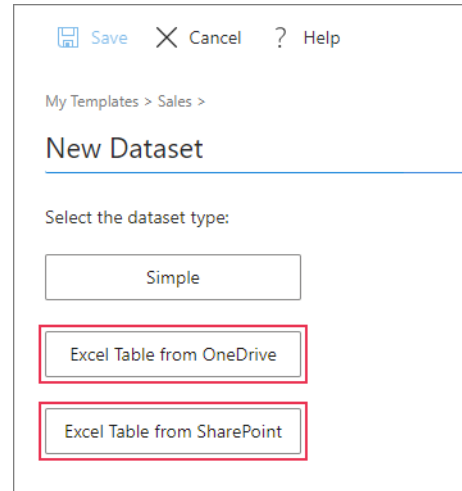 Save Cancel ? Help
My Templates > Sales >
New Dataset
Select the dataset type:
Simple
Excel Table from OneDrive
Excel Table from SharePoint